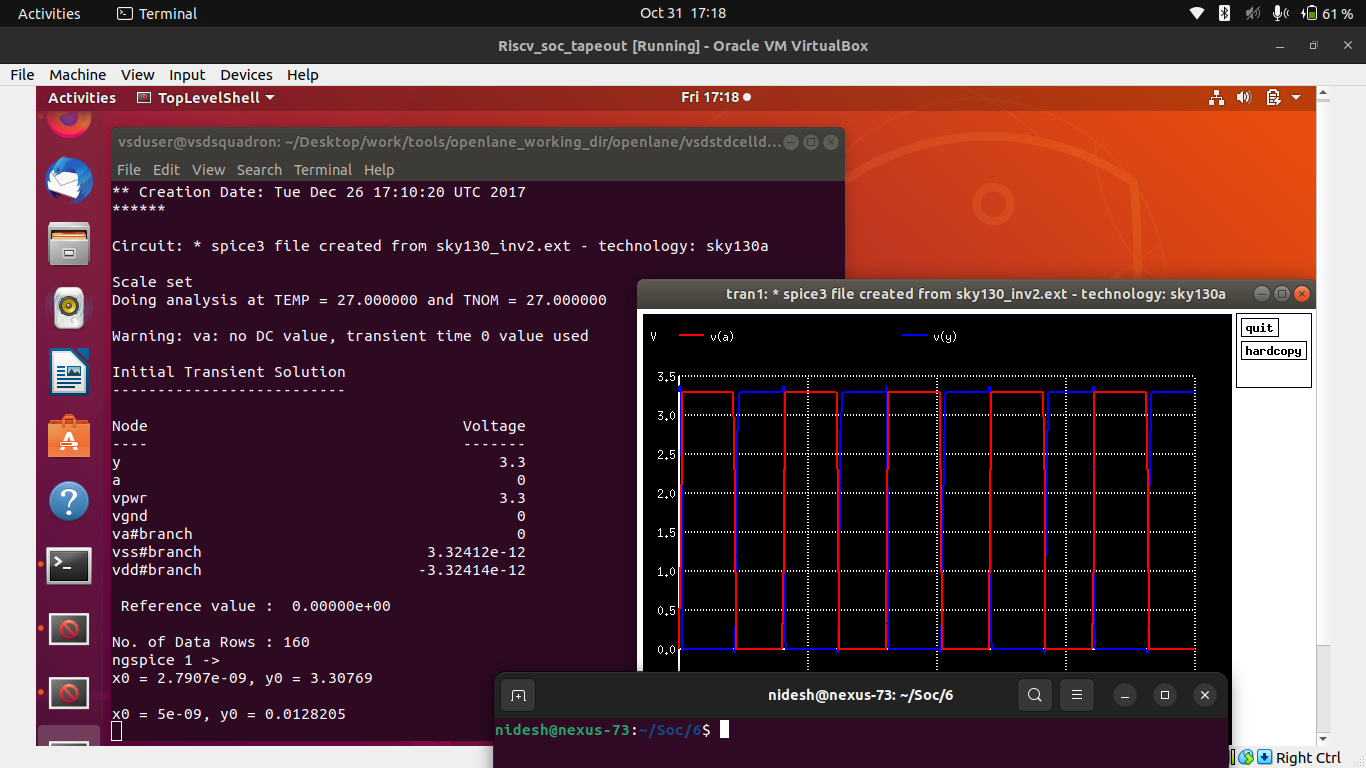 Activities Terminal Oct 31 17:18 61 %
Riscv_soc_tapeout [Running] - Oracle VM VirtualBox
File Machine View Input Devices Help
Activities TopLevelShell Fri 17:18
vsduser@vsdsquadron: ~/Desktop/work/tools/openlane_working_dir/openlane/vsdstdcelld...
File Edit View Search Terminal Help
** Creation Date: Tue Dec 26 17:10:20 UTC 2017
******
Circuit: * spice3 file created from sky130_inv2.ext - technology: sky130a
Scale set
Doing analysis at TEMP = 27.000000 and TNOM = 27.000000
Warning: va: no DC value, transient time 0 value used
Initial Transient Solution
--------------------------
Node Voltage
---- -------
y 3.3
a 0
vpwr 3.3
vgnd 0
va#branch 0
vss#branch 3.32412e-12
vdd#branch -3.32414e-12
Reference value : 0.00000e+00
No. of Data Rows : 160
ngspice 1 ->
x0 = 2.7907e-09, y0 = 3.30769
x0 = 5e-09, y0 = 0.0128205
tran1: * spice3 file created from sky130_inv2.ext - technology: sky130a
quit
hardcopy
V v(a) v(y)
3.5
3.0
2.5
2.0
1.5
1.0
0.5
0.0
nidesh@nexus-73: ~/Soc/6
nidesh@nexus-73:~/Soc/6$
Right Ctrl